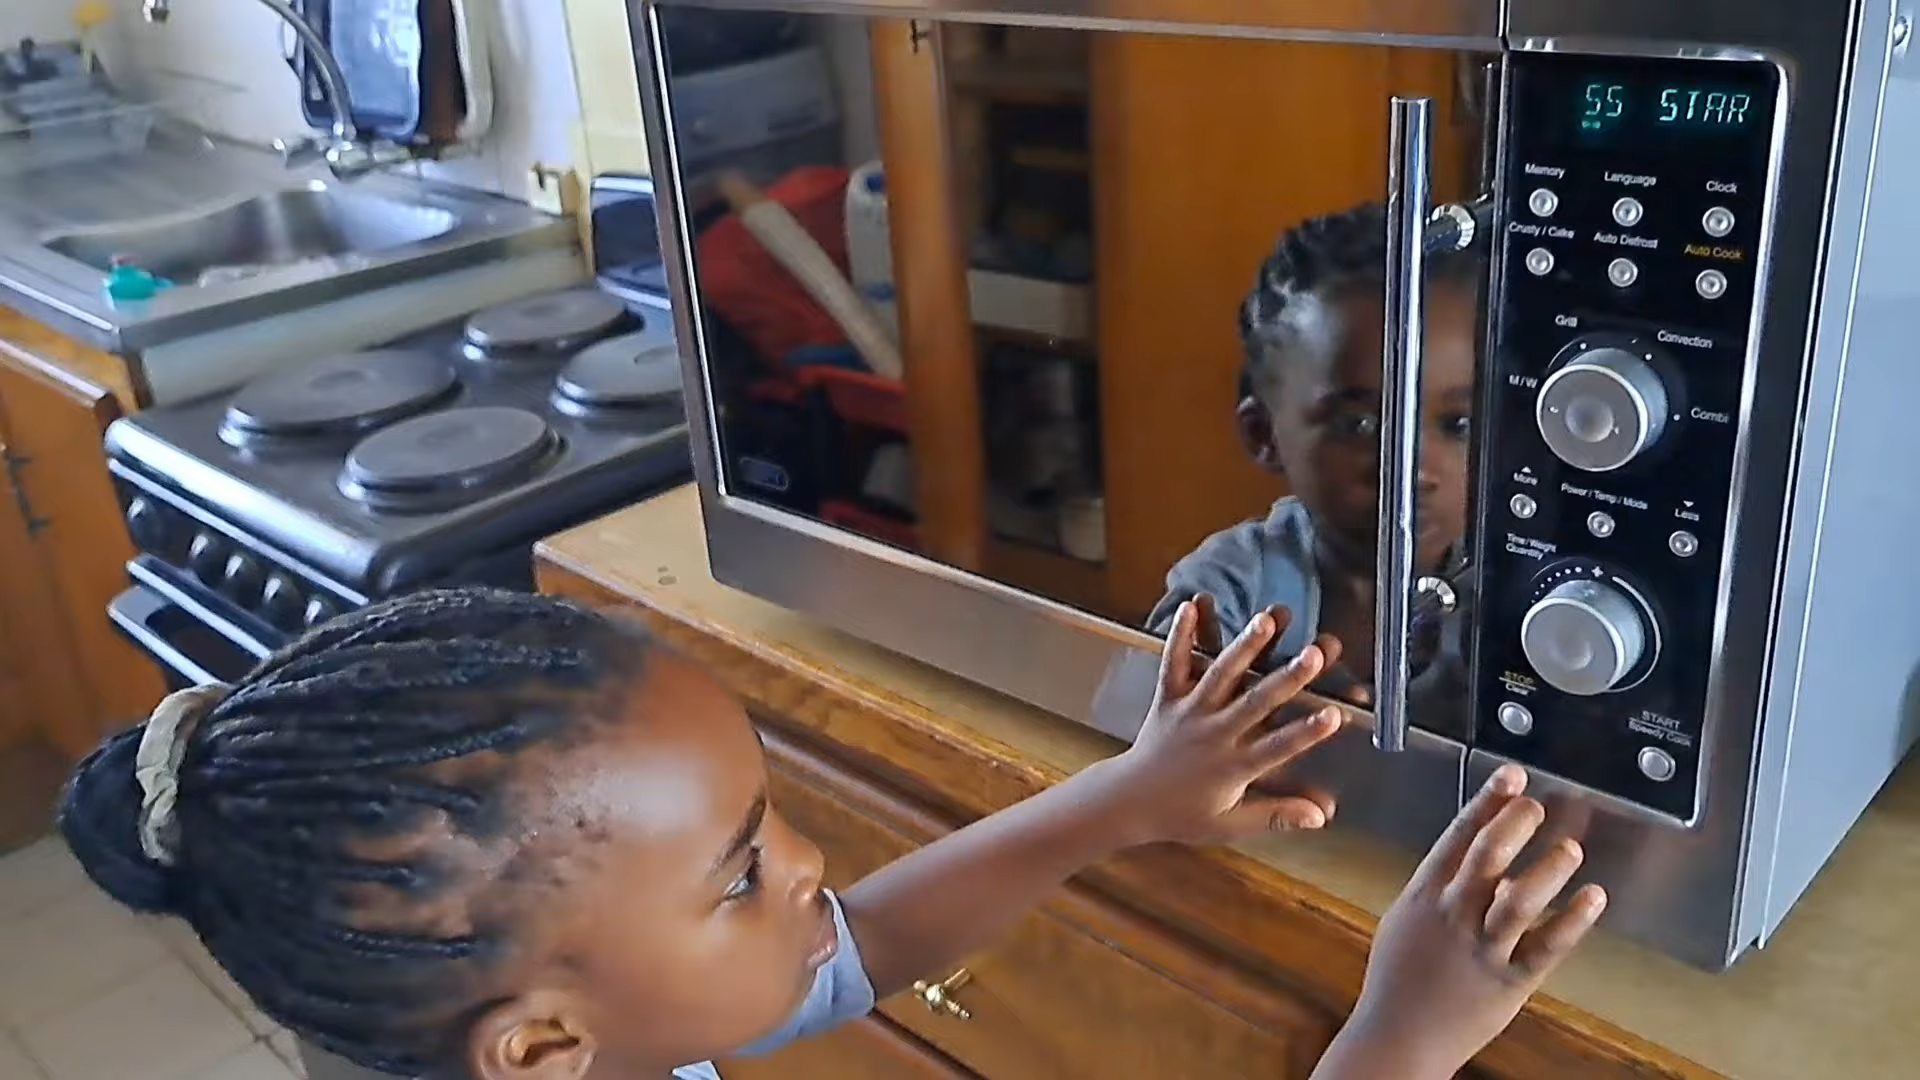 SS STAR
Memory Language Clock
Crusty / Cake Auto Defrost Auto Cook
Grill Convection
M/W Combi
More Power / Temp / Mode Less
Time / Weight
Quantity
STOP
Clear
START
Speedy Cook